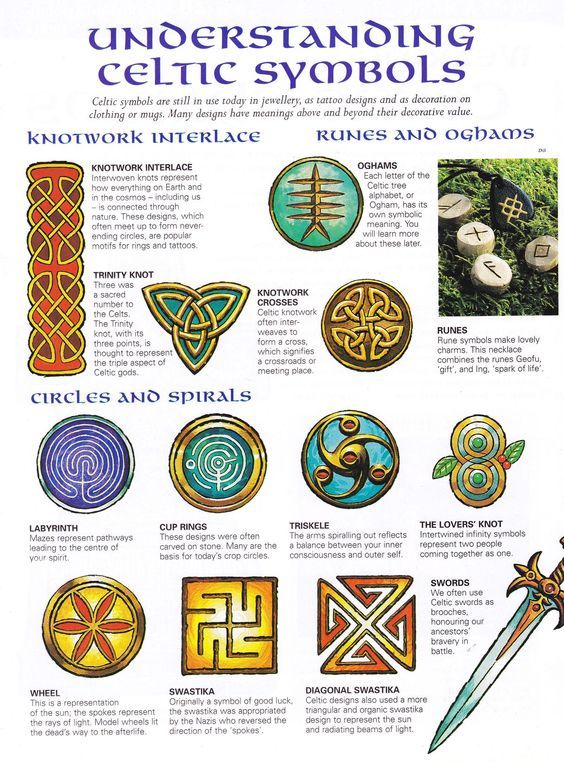 UNDERSTANDING
CELTIC SYMBOLS
Celtic symbols are still in use today in jewellery, as tattoo designs and as decoration on
clothing or mugs. Many designs have meanings above and beyond their decorative value.
KNOTWORK INTERLACE
KNOTWORK INTERLACE
Interwoven knots represent
how everything on Earth and
in the cosmos – including us
– is connected through
nature. These designs, which
often meet up to form never-
ending circles, are popular
motifs for rings and tattoos.
TRINITY KNOT
Three was
a sacred
number to
the Celts.
The Trinity
knot, with its
three points, is
thought to represent
the triple aspect of
Celtic gods.
KNOTWORK
CROSSES
Celtic knotwork
often inter-
weaves to
form a cross,
which signifies
a crossroads or
meeting place.
RUNES AND OGHAMS
OGHAMS
Each letter of the
Celtic tree
alphabet, or
Ogham, has its
own symbolic
meaning. You
will learn more
about these later.
RUNES
Rune symbols make lovely
charms. This necklace
combines the runes Geofu,
'gift', and Ing, 'spark of life'.
CIRCLES AND SPIRALS
LABYRINTH
Mazes represent pathways
leading to the centre of
your spirit.
CUP RINGS
These designs were often
carved on stone. Many are the
basis for today's crop circles.
TRISKELE
The arms spiralling out reflects
a balance between your inner
consciousness and outer self.
THE LOVERS' KNOT
Intertwined infinity symbols
represent two people
coming together as one.
WHEEL
This is a representation
of the sun; the spokes represent
the rays of light. Model wheels lit
the dead's way to the afterlife.
SWASTIKA
Originally a symbol of good luck,
the swastika was appropriated
by the Nazis who reversed the
direction of the 'spokes'.
DIAGONAL SWASTIKA
Celtic designs also used a more
triangular and organic swastika
design to represent the sun
and radiating beams of light.
SWORDS
We often use
Celtic swords as
brooches,
honouring our
ancestors'
bravery in
battle.